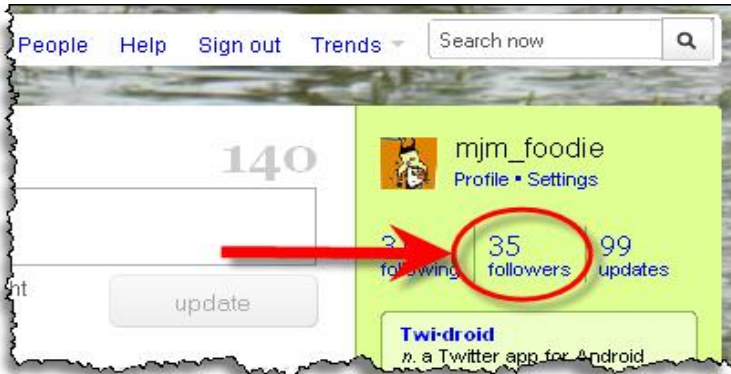 People Help Sign out Trends Search now
140
mjm_foodie
Profile • Settings
35 99
following followers updates
update
Twi•droid
n. a Twitter app for Android